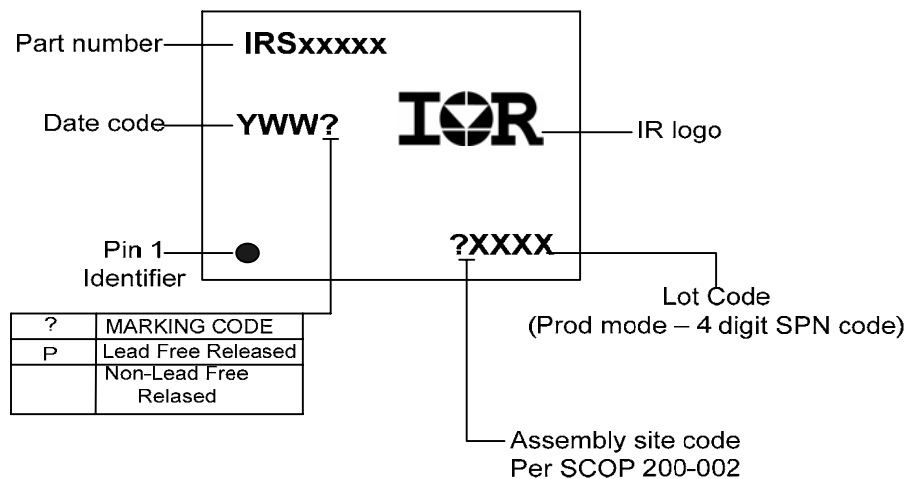 Part number
IRSxxxxx
Date code
YWW?
IOR
IR logo
Pin 1
Identifier
?XXXX
Lot Code
(Prod mode – 4 digit SPN code)
? MARKING CODE
P Lead Free Released
Non-Lead Free
Relased
Assembly site code
Per SCOP 200-002